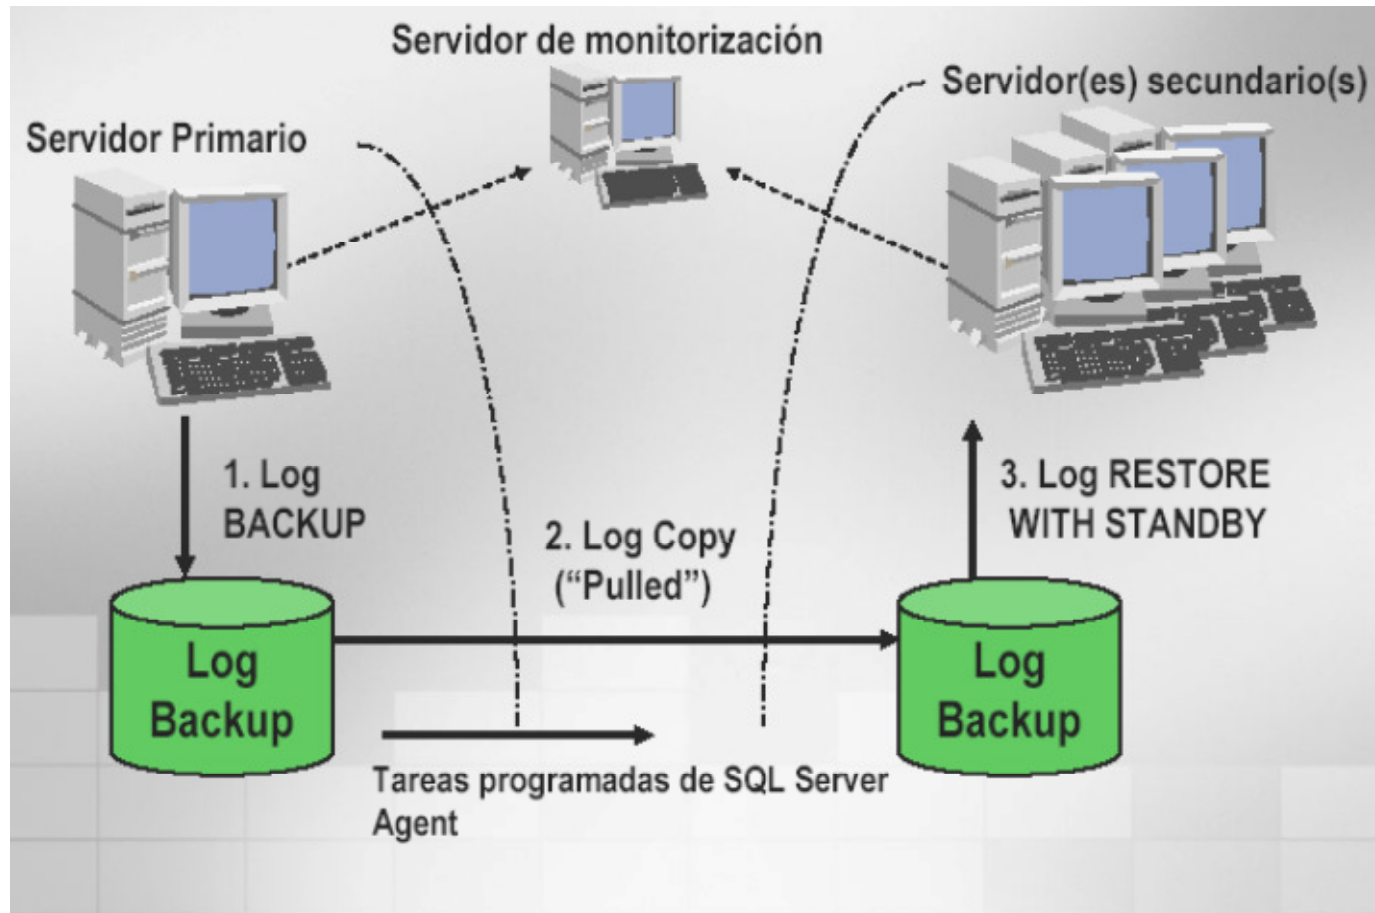 Servidor de monitorización
Servidor(es) secundario(s)
Servidor Primario
1. Log
BACKUP
2. Log Copy
(“Pulled”)
3. Log RESTORE
WITH STANDBY
Log
Backup
Log
Backup
Tareas programadas de SQL Server
Agent